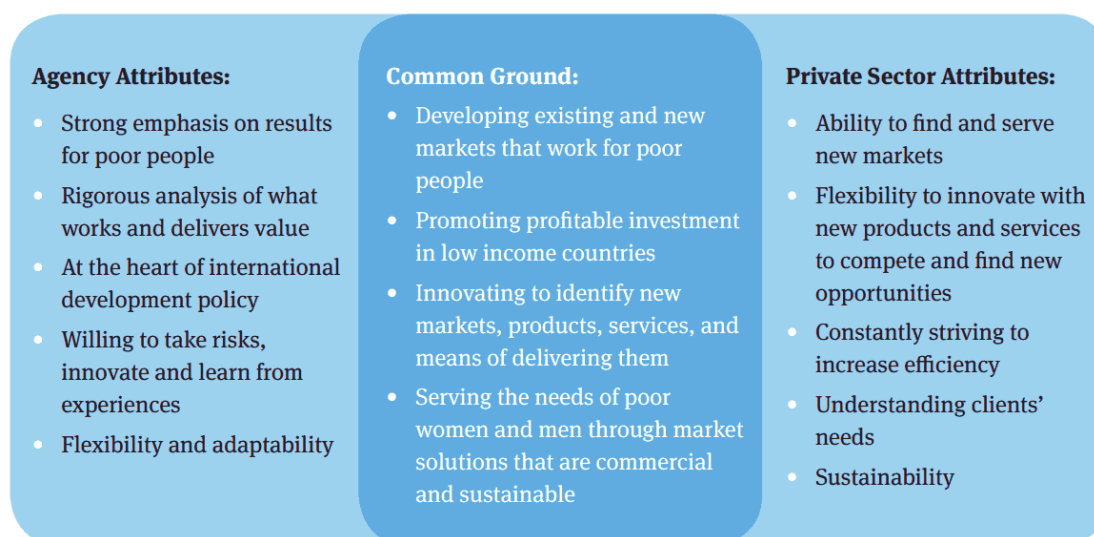 Agency Attributes:
• Strong emphasis on results
for poor people
• Rigorous analysis of what
works and delivers value
• At the heart of international
development policy
• Willing to take risks,
innovate and learn from
experiences
• Flexibility and adaptability
Common Ground:
• Developing existing and new
markets that work for poor
people
• Promoting profitable investment
in low income countries
• Innovating to identify new
markets, products, services, and
means of delivering them
• Serving the needs of poor
women and men through market
solutions that are commercial
and sustainable
Private Sector Attributes:
• Ability to find and serve
new markets
• Flexibility to innovate with
new products and services
to compete and find new
opportunities
• Constantly striving to
increase efficiency
• Understanding clients’
needs
• Sustainability